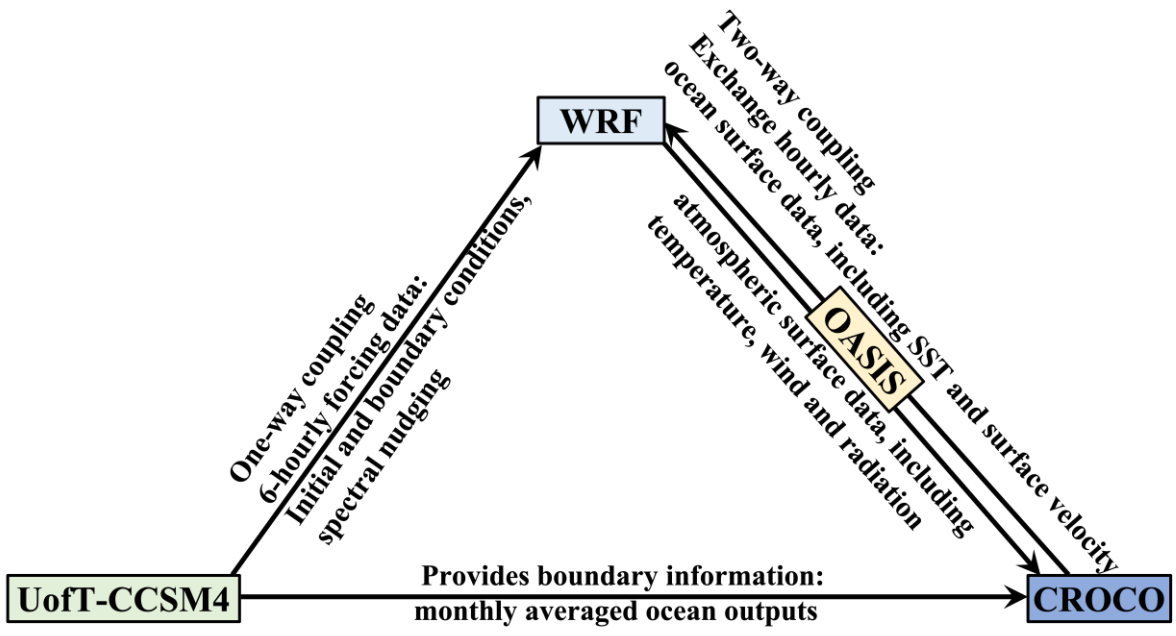 WRF
Two-way coupling
Exchange hourly data:
ocean surface data, including SST and surface velocity
OASIS
atmospheric surface data, including
temperature, wind and radiation
One-way coupling
6-hourly forcing data:
Initial and boundary conditions,
spectral nudging
UofT-CCSM4
Provides boundary information:
monthly averaged ocean outputs
CROCO